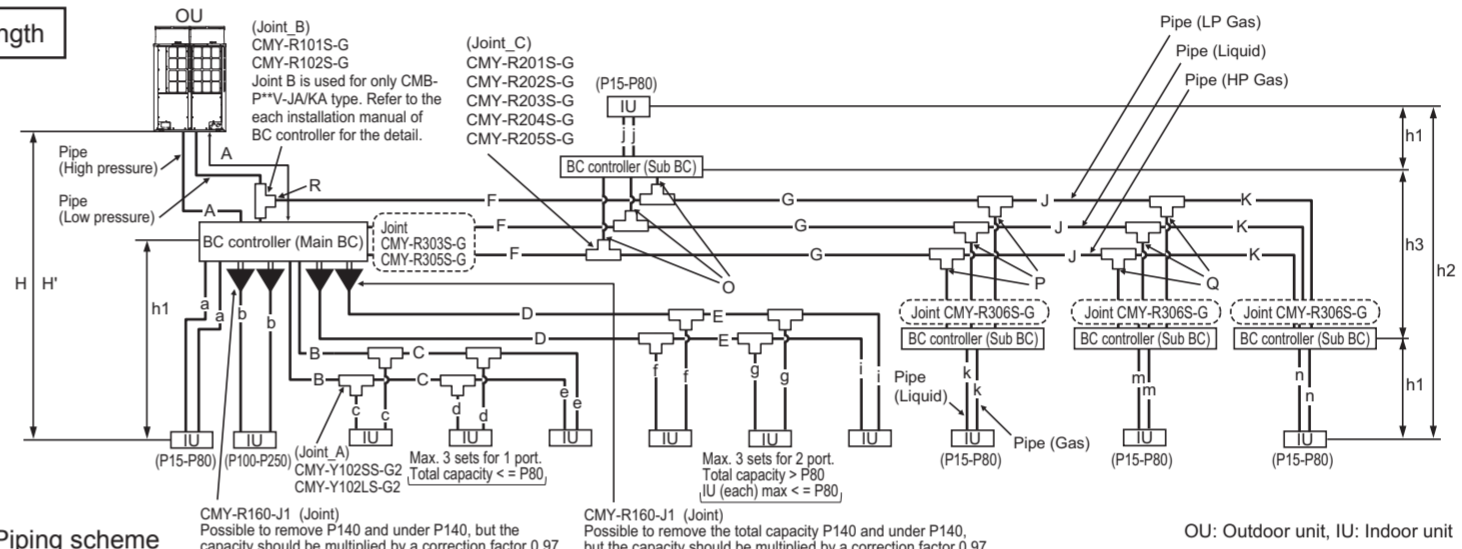 ngth
OU
(Joint_B)
CMY-R101S-G
CMY-R102S-G
Joint B is used for only CMB-
P**V-JA/KA type. Refer to the
each installation manual of
BC controller for the detail.
(Joint_C)
CMY-R201S-G
CMY-R202S-G
CMY-R203S-G
CMY-R204S-G
CMY-R205S-G
(P15-P80)
IU
j j
BC controller (Sub BC)
Pipe (LP Gas)
Pipe (Liquid)
Pipe (HP Gas)
h1
h2
h3
h1
Pipe
(High pressure)
A
Pipe
(Low pressure)
A
R
F G J K
F G J K
F G J K
O
P
Q
BC controller (Main BC)
Joint
CMY-R303S-G
CMY-R305S-G
H H'
h1
a a b b
D E
D E
B C
B C
c c d d e e
f f g g i i
Joint CMY-R306S-G
Joint CMY-R306S-G
Joint CMY-R306S-G
BC controller (Sub BC)
BC controller (Sub BC)
BC controller (Sub BC)
Pipe
(Liquid)
k k
m m
n n
Pipe (Gas)
IU IU IU IU IU IU IU IU IU IU IU
(P15-P80) (P100-P250)
(P15-P80) (P15-P80) (P15-P80)
(Joint_A)
CMY-Y102SS-G2
CMY-Y102LS-G2
Max. 3 sets for 1 port.
Total capacity < = P80
Max. 3 sets for 2 port.
Total capacity > P80
IU (each) max < = P80
CMY-R160-J1 (Joint)
Possible to remove P140 and under P140, but the
capacity should be multiplied by a correction factor 0.97
CMY-R160-J1 (Joint)
Possible to remove the total capacity P140 and under P140,
but the capacity should be multiplied by a correction factor 0.97
Piping scheme
OU: Outdoor unit, IU: Indoor unit